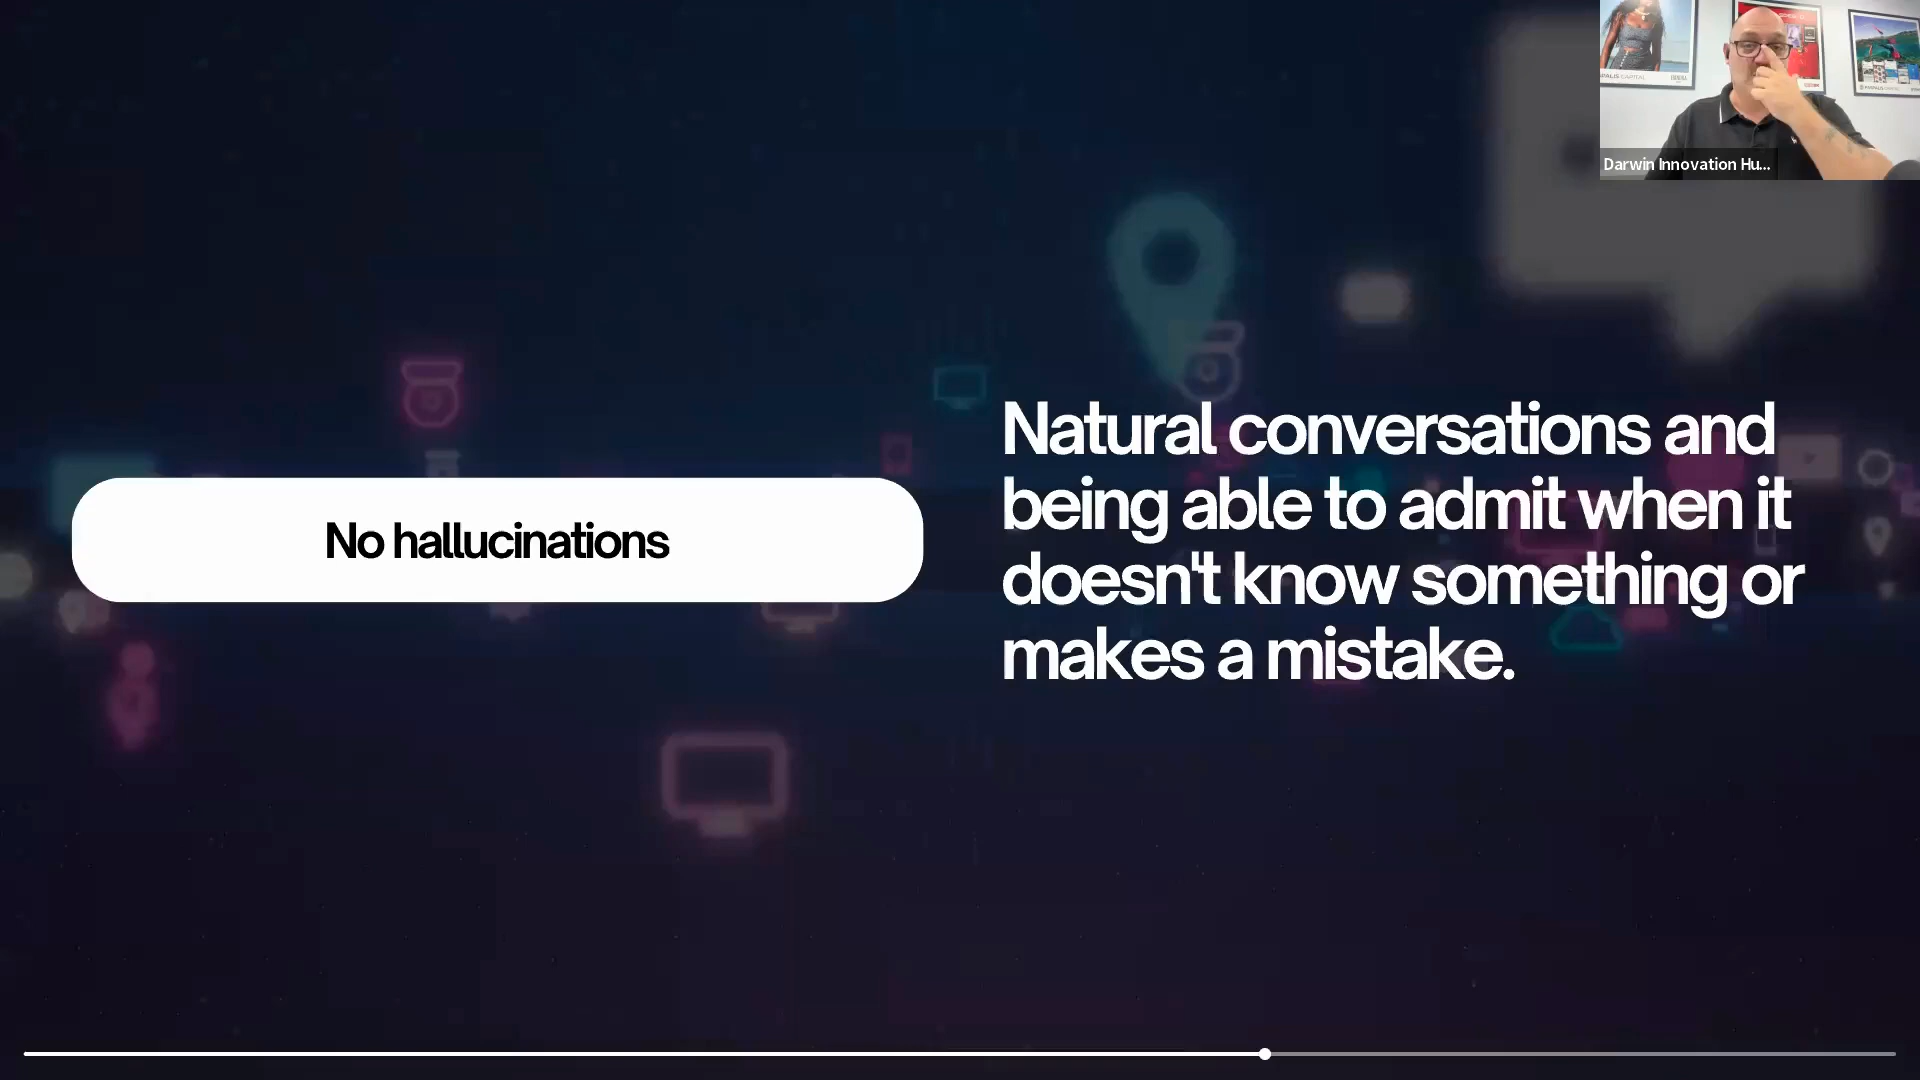 Darwin Innovation Hu...
No hallucinations
Natural conversations and
being able to admit when it
doesn't know something or
makes a mistake.